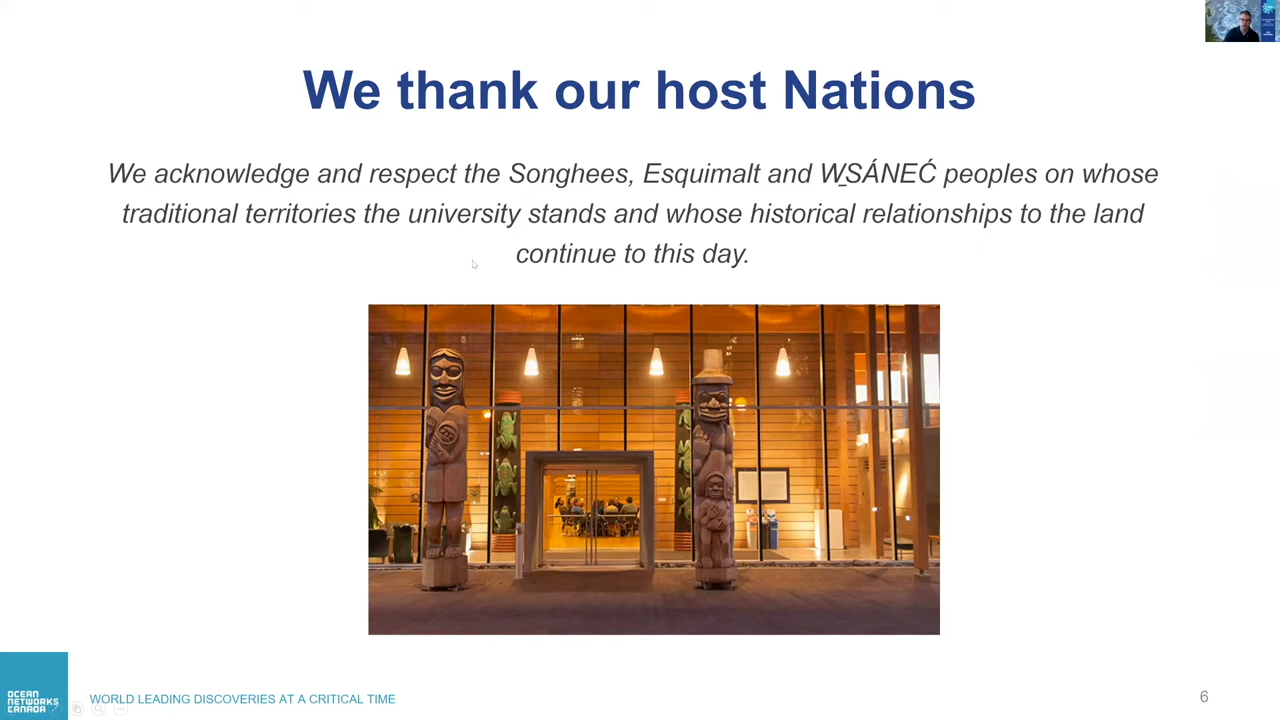 We thank our host Nations
We acknowledge and respect the Songhees, Esquimalt and W̱SÁNEĆ peoples on whose
traditional territories the university stands and whose historical relationships to the land
continue to this day.
OCEAN
NETWORKS
CANADA
WORLD LEADING DISCOVERIES AT A CRITICAL TIME
6